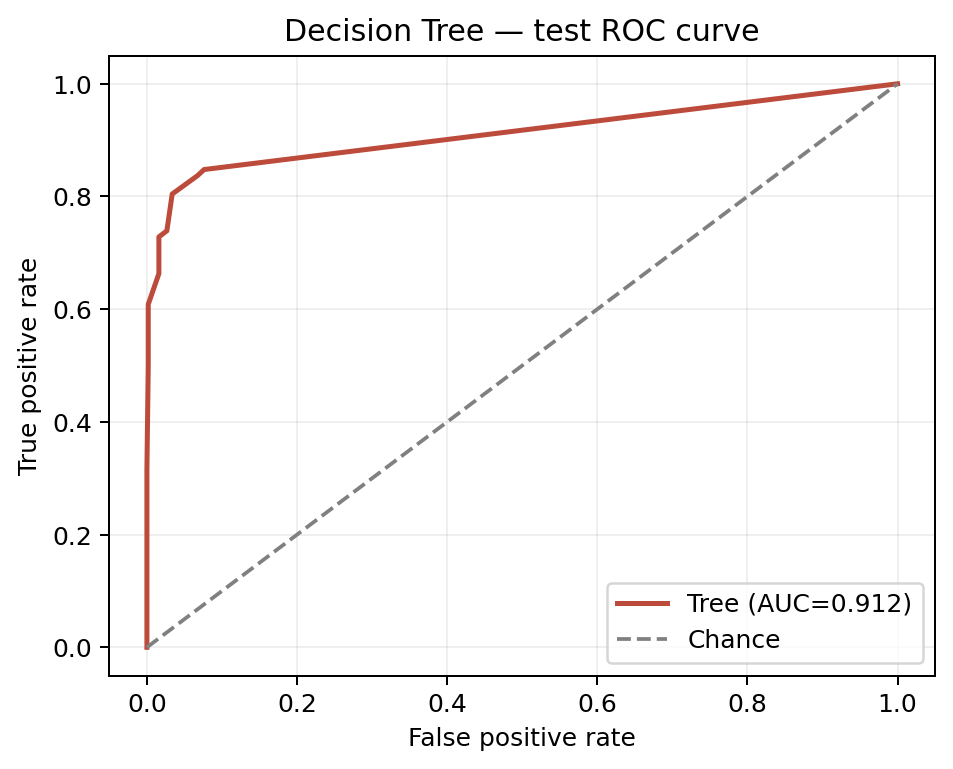 Decision Tree — test ROC curve
True positive rate
1.0
0.8
0.6
0.4
0.2
0.0
Tree (AUC=0.912)
Chance
0.0 0.2 0.4 0.6 0.8 1.0
False positive rate